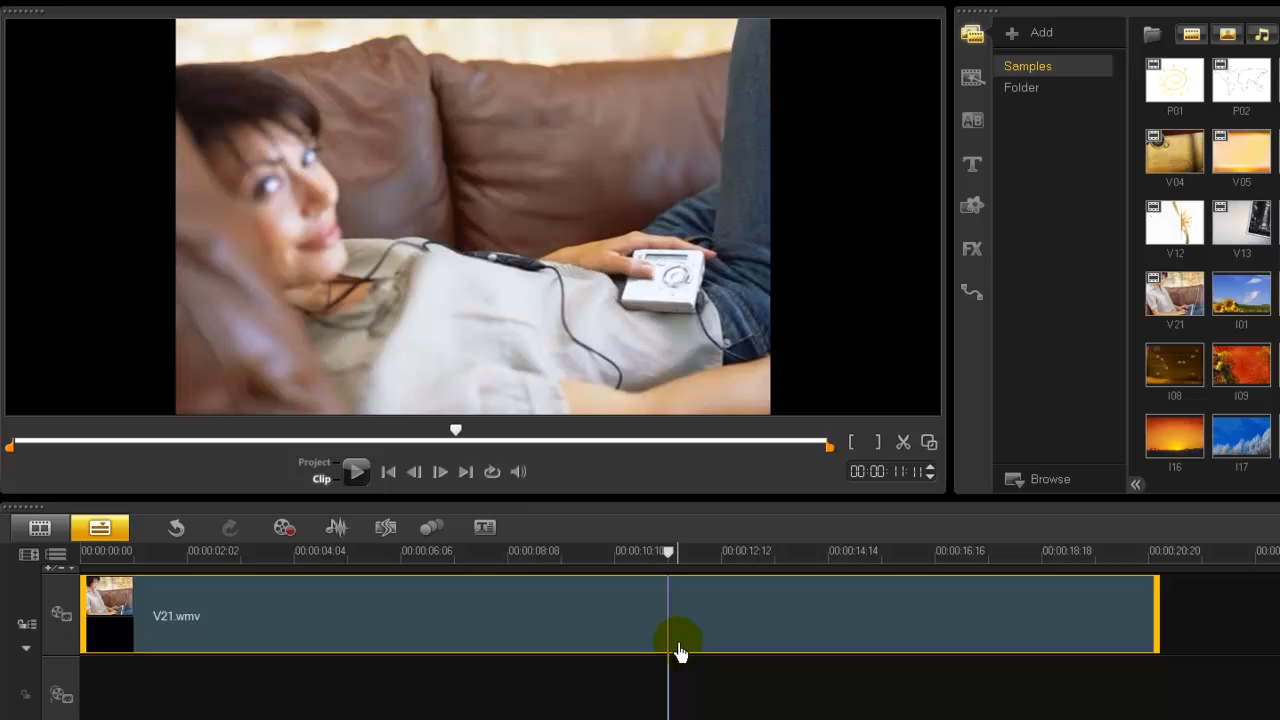 Add
Samples
Folder
P01
P02
V04
V05
V12
V13
V21
I01
I08
I09
I16
I17
AB
T
FX
Browse
Project
Clip
[ ]
00:00:11:11
00:00:00:00
00:00:02:02
00:00:04:04
00:00:06:06
00:00:08:08
00:00:10:10
00:00:12:12
00:00:14:14
00:00:16:16
00:00:18:18
00:00:20:20
+/-
V21.wmv